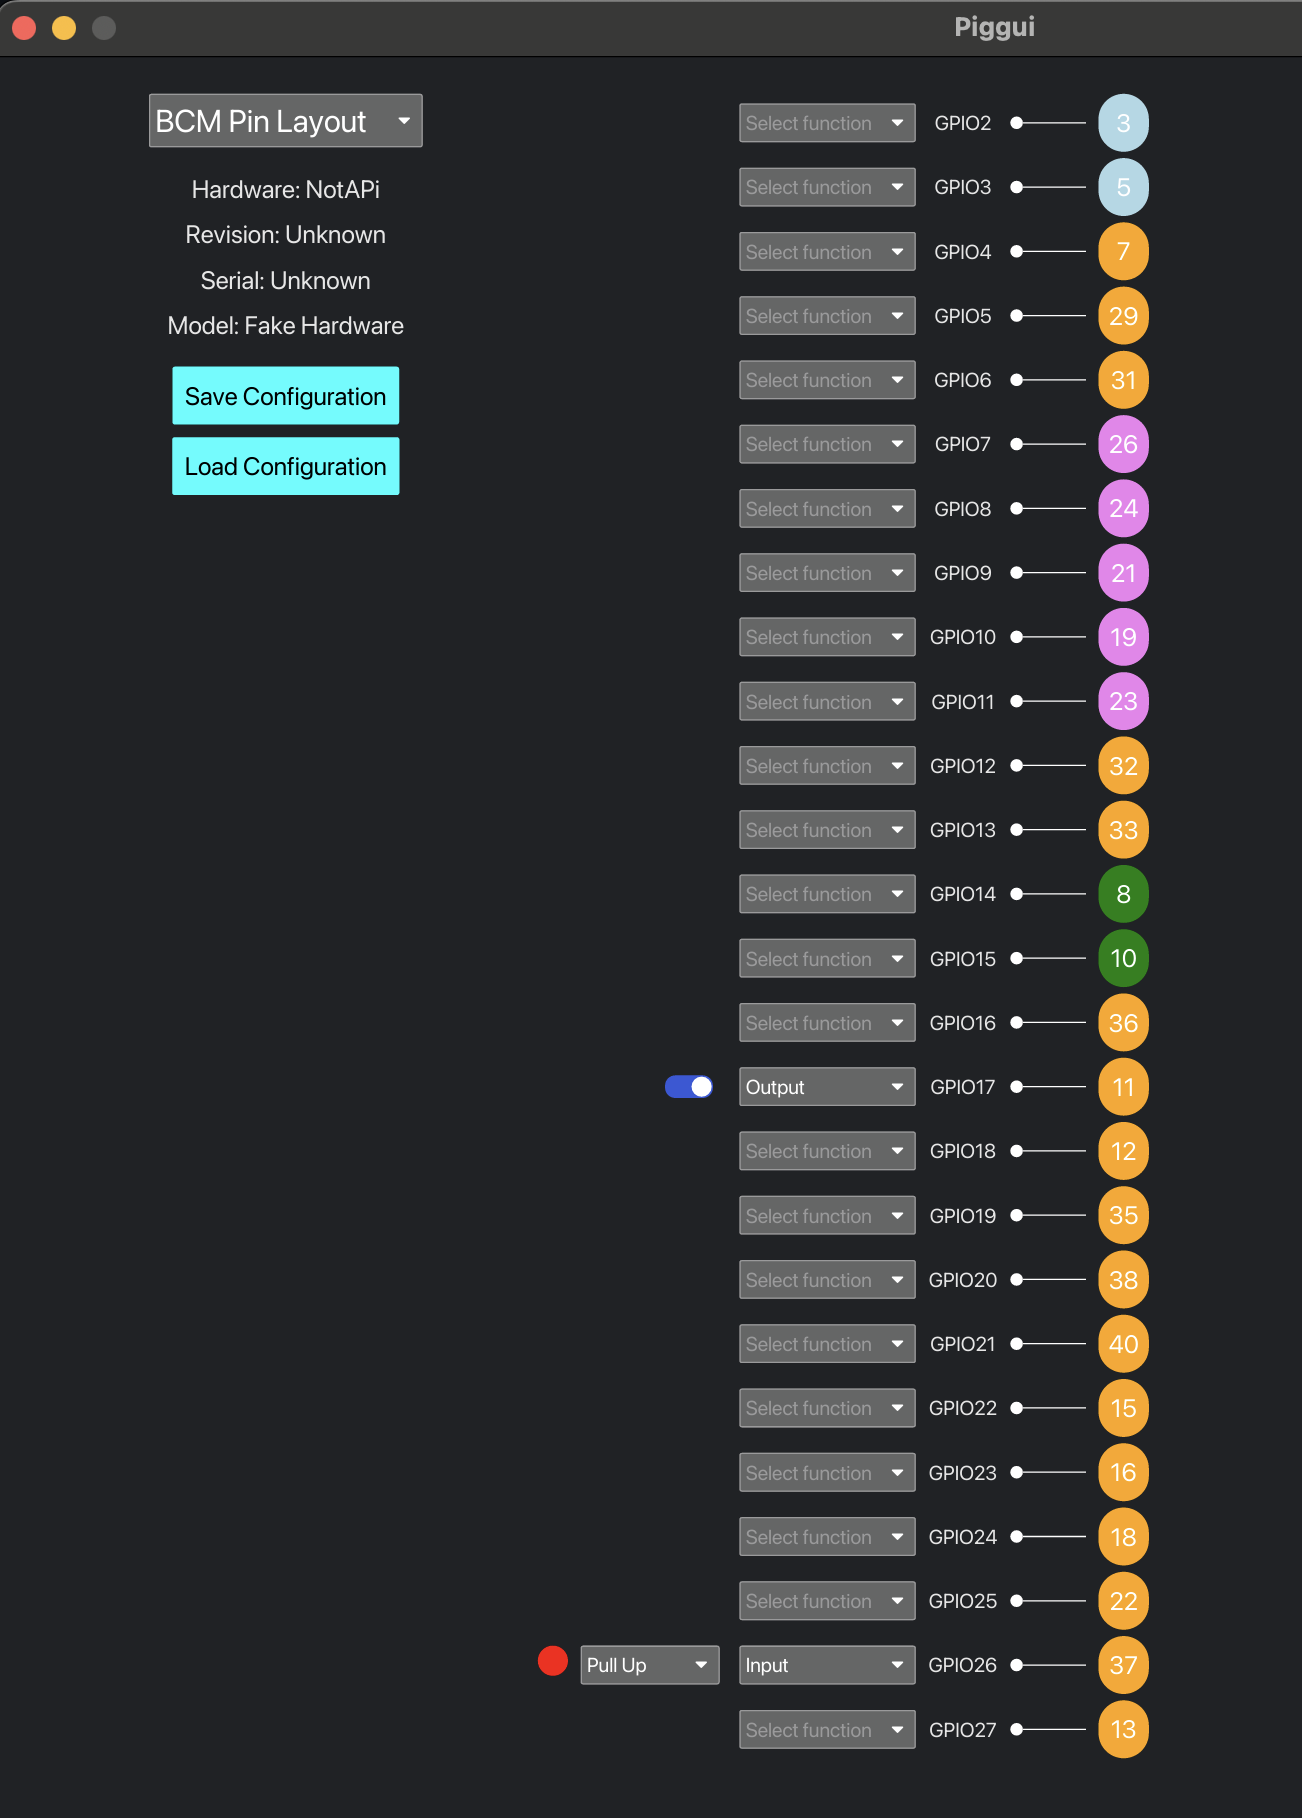 Piggui
BCM Pin Layout
Hardware: NotAPi
Revision: Unknown
Serial: Unknown
Model: Fake Hardware
Save Configuration
Load Configuration
Select function GPIO2 3
Select function GPIO3 5
Select function GPIO4 7
Select function GPIO5 29
Select function GPIO6 31
Select function GPIO7 26
Select function GPIO8 24
Select function GPIO9 21
Select function GPIO10 19
Select function GPIO11 23
Select function GPIO12 32
Select function GPIO13 33
Select function GPIO14 8
Select function GPIO15 10
Select function GPIO16 36
Output GPIO17 11
Select function GPIO18 12
Select function GPIO19 35
Select function GPIO20 38
Select function GPIO21 40
Select function GPIO22 15
Select function GPIO23 16
Select function GPIO24 18
Select function GPIO25 22
Pull Up Input GPIO26 37
Select function GPIO27 13